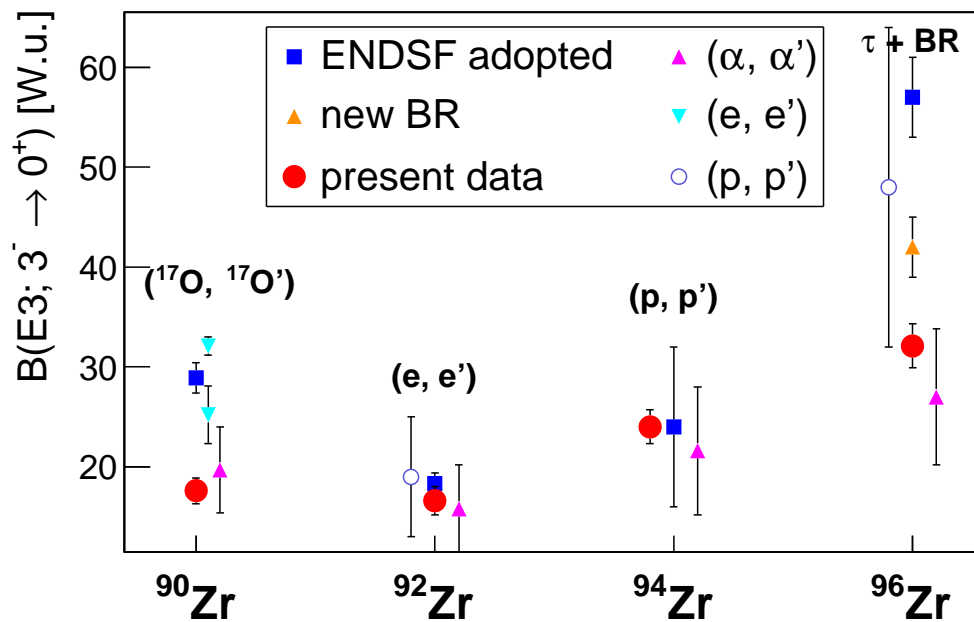 B(E3; 3⁻ → 0⁺) [W.u.]
60
50
40
30
20
ENDSF adopted
new BR
present data
(α, α’)
(e, e’)
(p, p’)
τ + BR
(¹⁷O, ¹⁷O’)
(e, e’)
(p, p’)
⁹⁰Zr
⁹²Zr
⁹⁴Zr
⁹⁶Zr